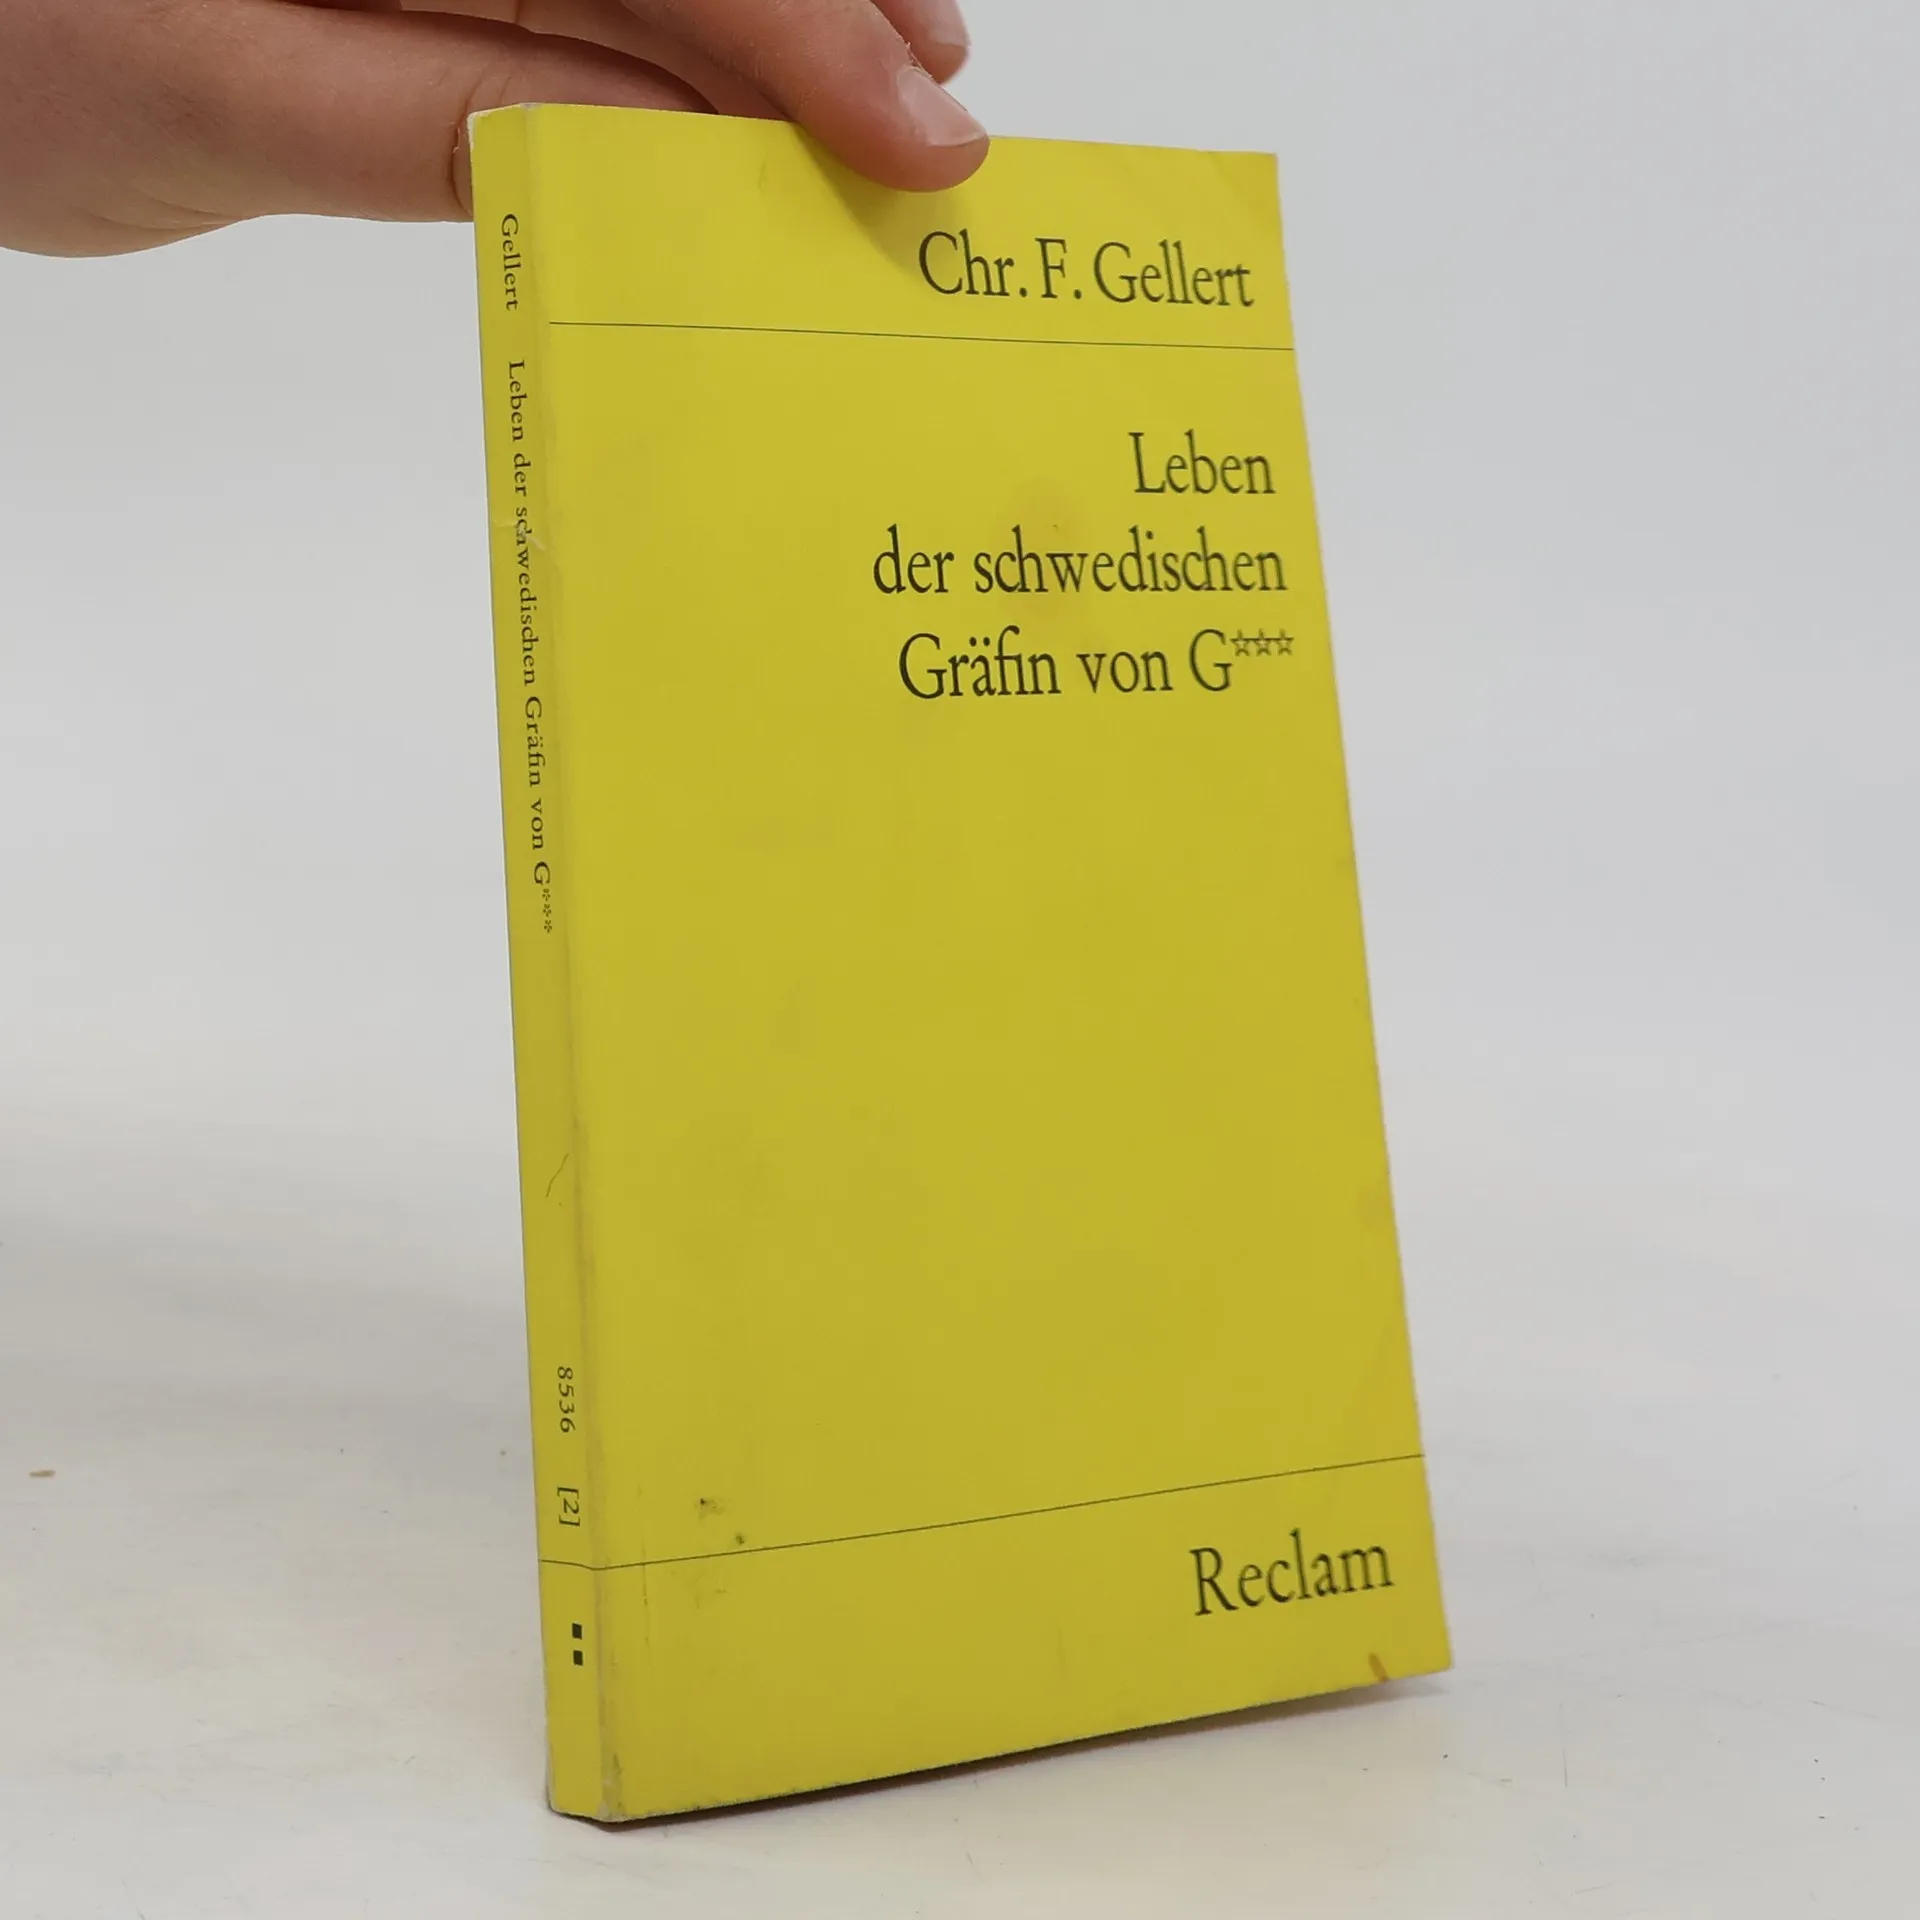 Chr. F. Gellert
Leben
der schwedischen
Gräfin von G***
Reclam
Gellert Leben der schwedischen Gräfin von G*** 8536 [2]